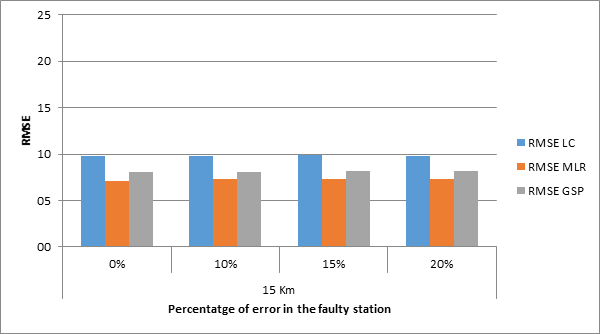 25
20
15
10
05
00
RMSE
0% 10% 15% 20%
15 Km
Percentatge of error in the faulty station
RMSE LC
RMSE MLR
RMSE GSP